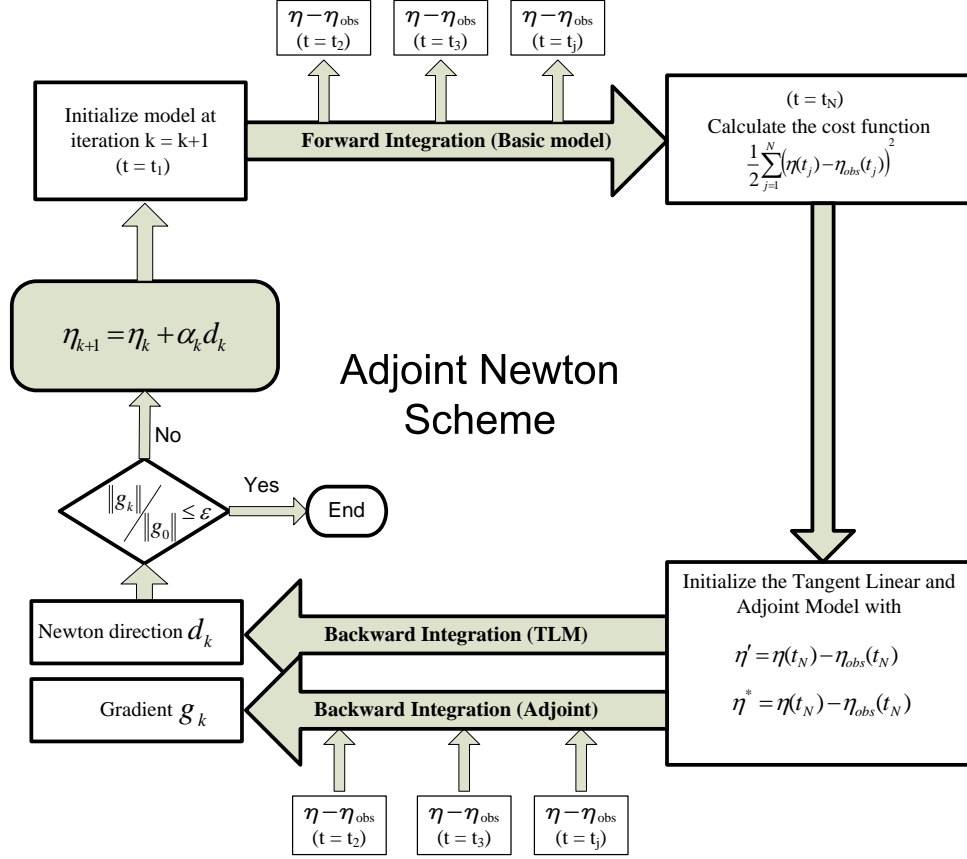 η−η_obs
(t = t₂)
η−η_obs
(t = t₃)
η−η_obs
(t = t_j)
Initialize model at
iteration k = k+1
(t = t₁)
Forward Integration (Basic model)
(t = t_N)
Calculate the cost function
1/2 ∑_{j=1}^{N} (η(t_j)−η_obs(t_j))²
η_{k+1} = η_k + α_k d_k
Adjoint Newton
Scheme
No
‖g_k‖/‖g_0‖ ≤ ε
Yes
End
Initialize the Tangent Linear and
Adjoint Model with
η′ = η(t_N)−η_obs(t_N)
η* = η(t_N)−η_obs(t_N)
Newton direction d_k
Backward Integration (TLM)
Gradient g_k
Backward Integration (Adjoint)
η−η_obs
(t = t₂)
η−η_obs
(t = t₃)
η−η_obs
(t = t_j)